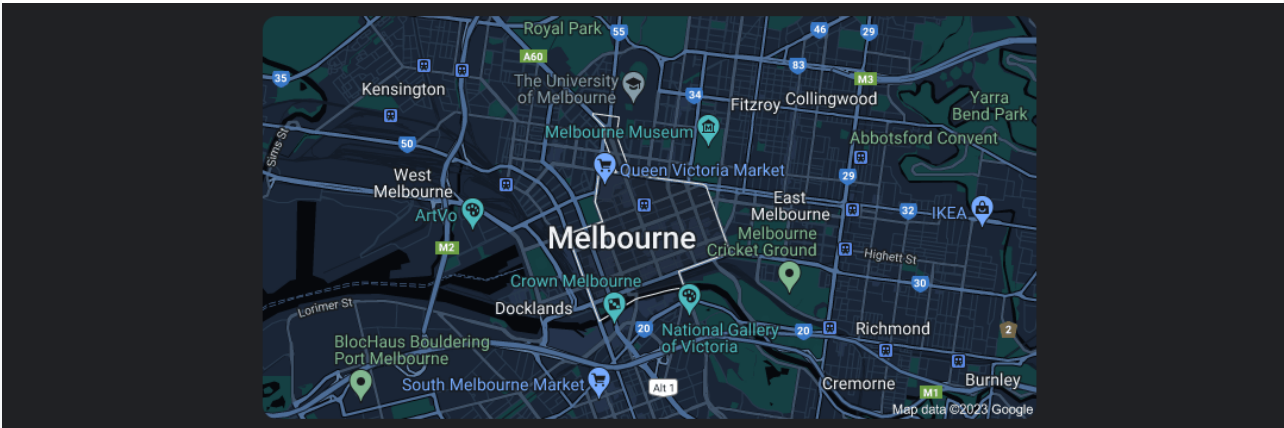 Royal Park
55
46
29
A60
83
35
M3
Kensington
The University
of Melbourne
34
Fitzroy
Collingwood
Yarra
Bend Park
Melbourne Museum
Abbotsford Convent
Sims St
50
West
Melbourne
Queen Victoria Market
29
East
Melbourne
32
IKEA
ArtVo
M2
Melbourne
Melbourne
Cricket Ground
Highett St
Crown Melbourne
30
Lorimer St
Docklands
20
National Gallery
of Victoria
20
Richmond
2
BlocHaus Bouldering
Port Melbourne
South Melbourne Market
Alt 1
Cremorne
Burnley
M1
Map data ©2023 Google